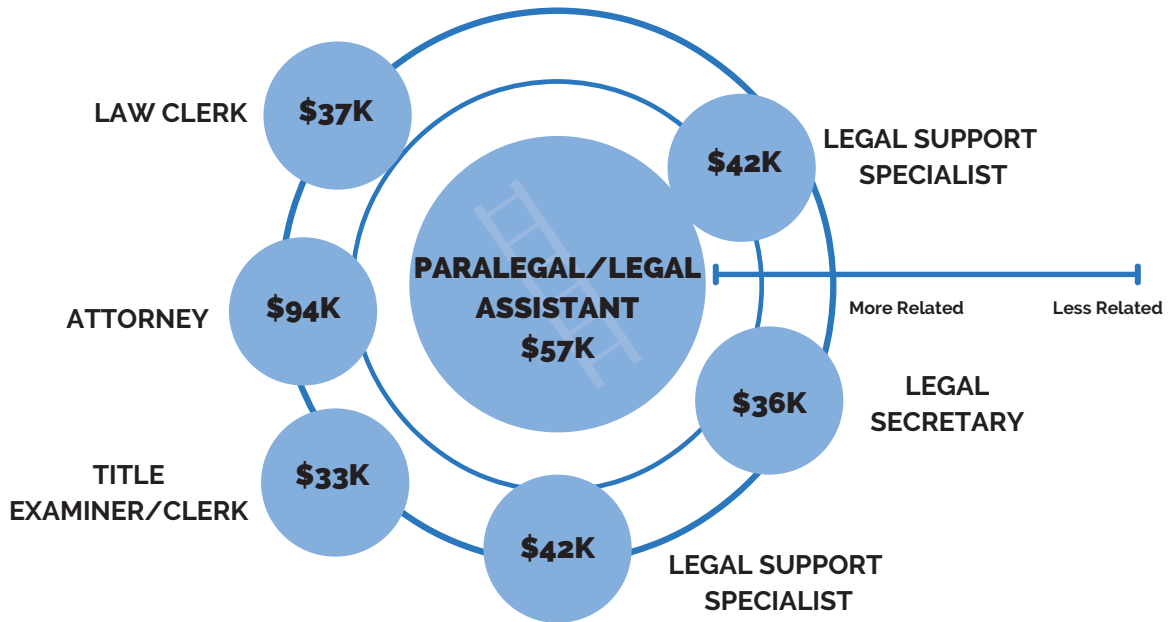 LAW CLERK
$37K
$42K
LEGAL SUPPORT
SPECIALIST
PARALEGAL/LEGAL
ASSISTANT
$57K
ATTORNEY
$94K
More Related
Less Related
$36K
LEGAL
SECRETARY
TITLE
EXAMINER/CLERK
$33K
$42K
LEGAL SUPPORT
SPECIALIST